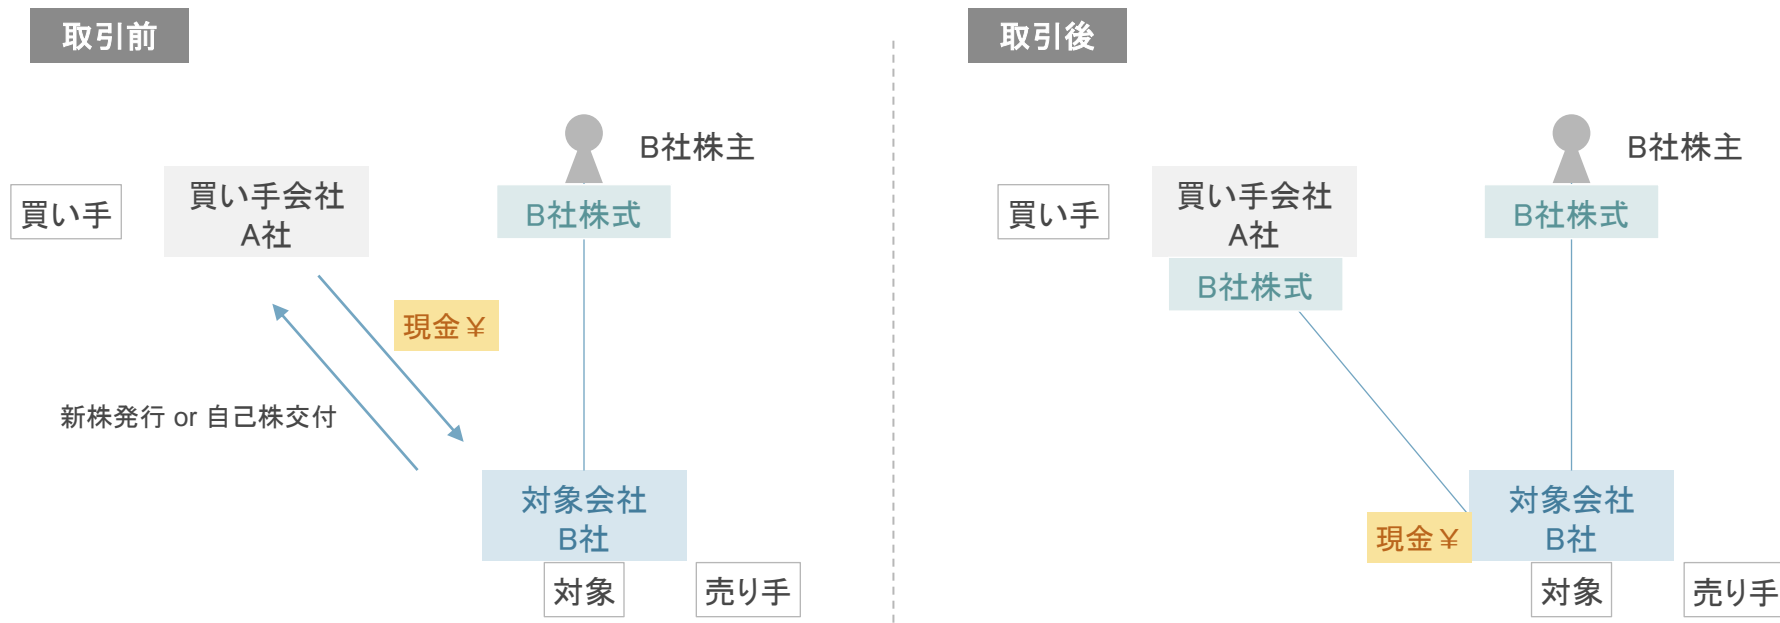 取引前
B社株主
買い手
買い手会社
A社
B社株式
現金￥
新株発行 or 自己株交付
対象会社
B社
対象
売り手
取引後
B社株主
買い手
買い手会社
A社
B社株式
B社株式
対象会社
B社
現金￥
対象
売り手